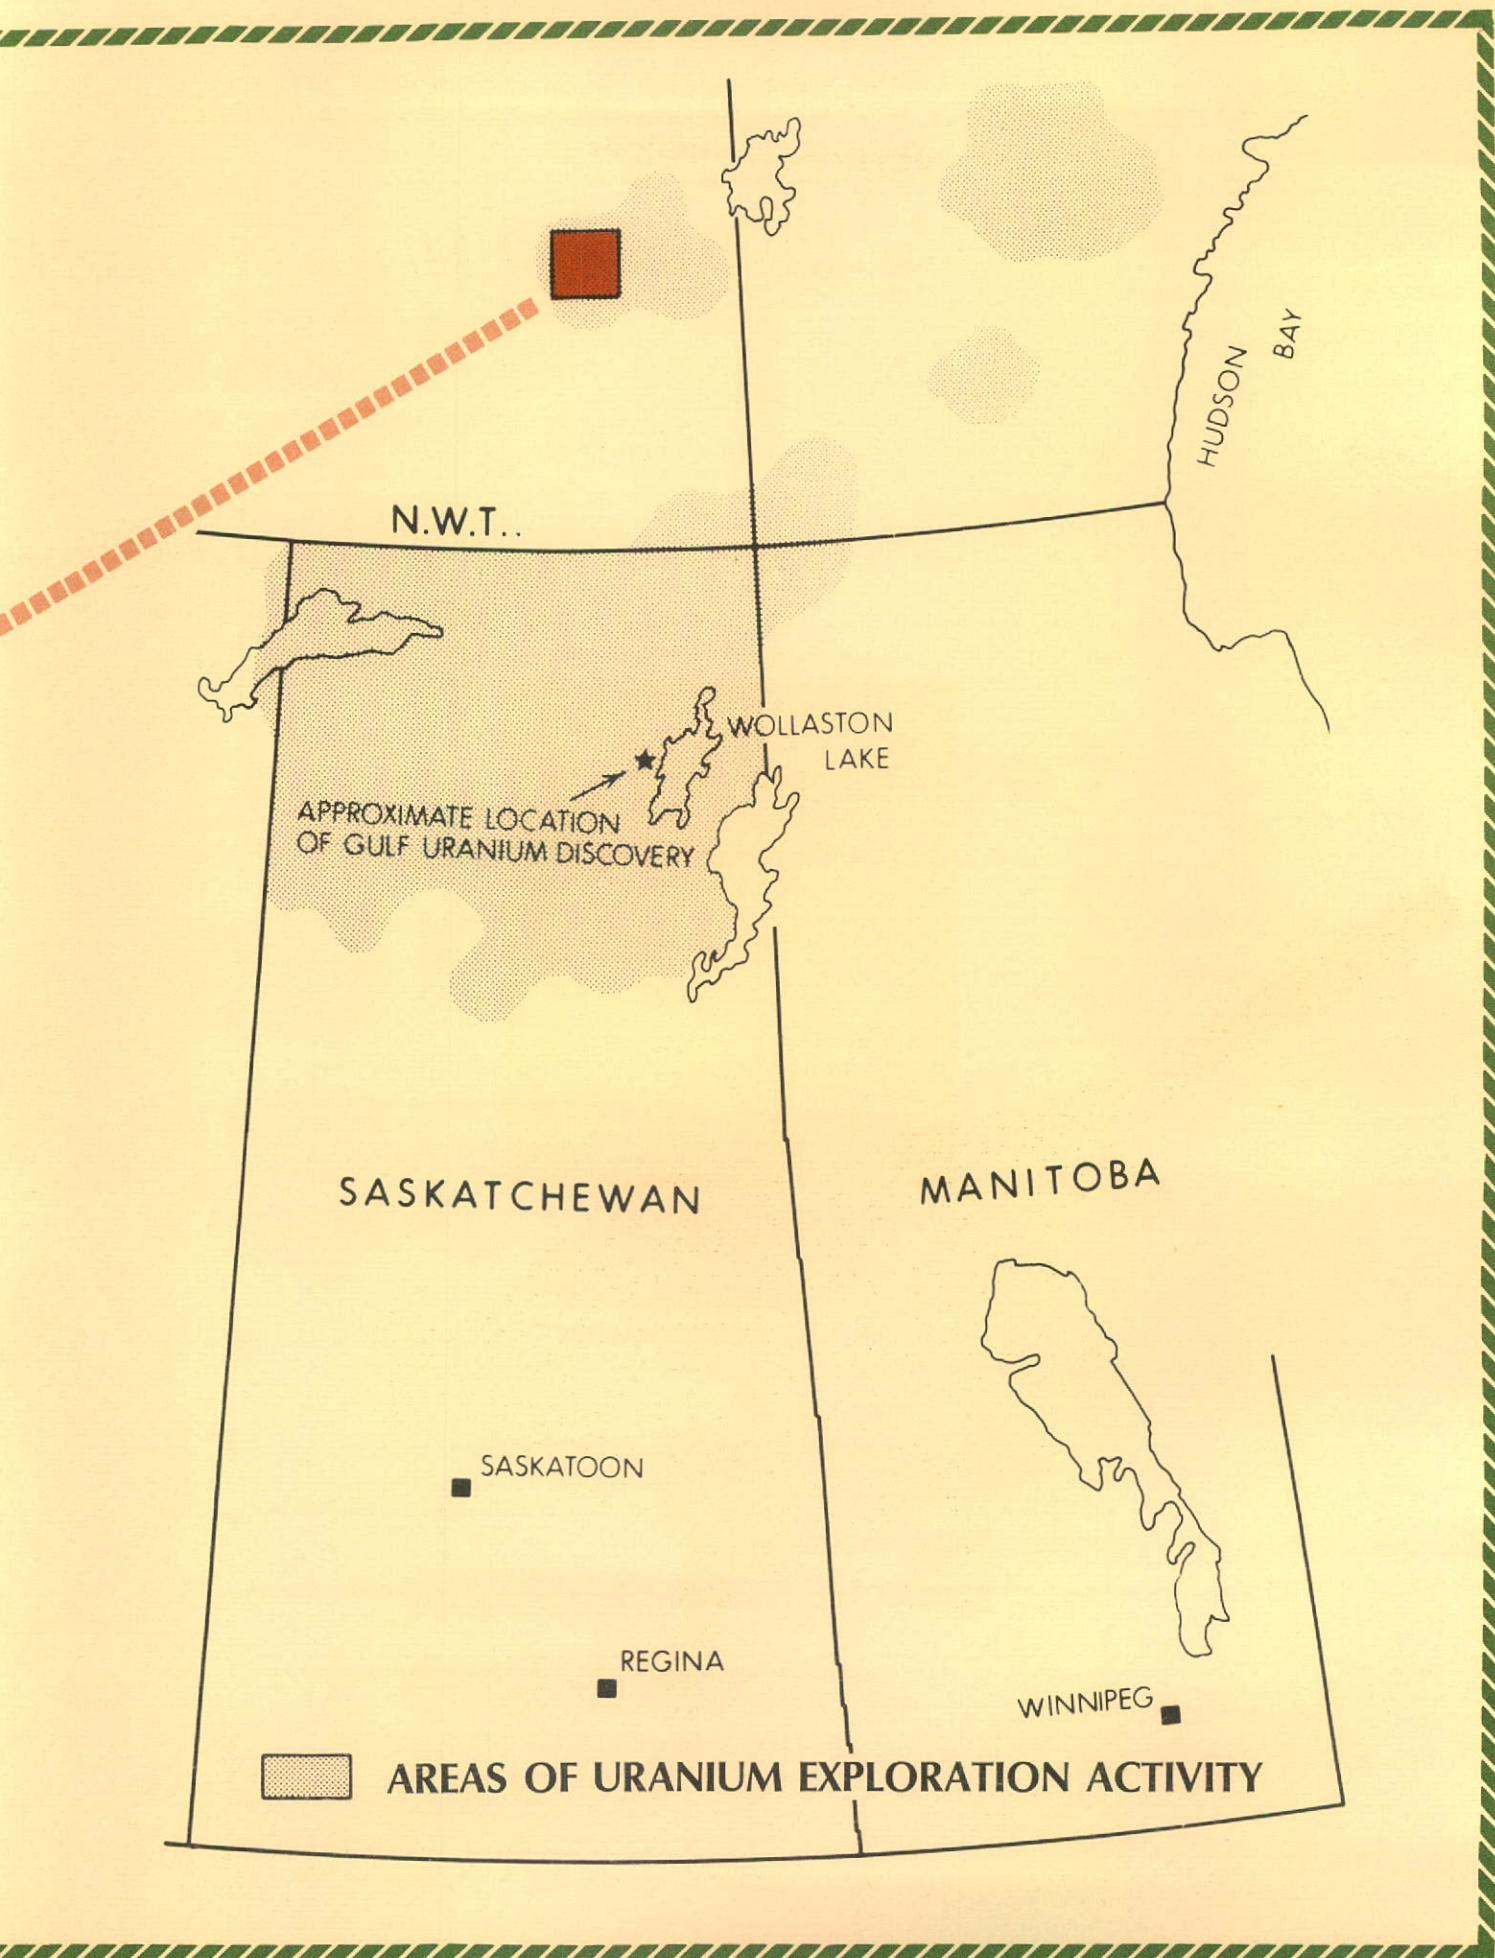 HUDSON BAY
N.W.T..
WOLLASTON
LAKE
APPROXIMATE LOCATION
OF GULF URANIUM DISCOVERY
SASKATCHEWAN
MANITOBA
SASKATOON
REGINA
WINNIPEG
AREAS OF URANIUM EXPLORATION ACTIVITY